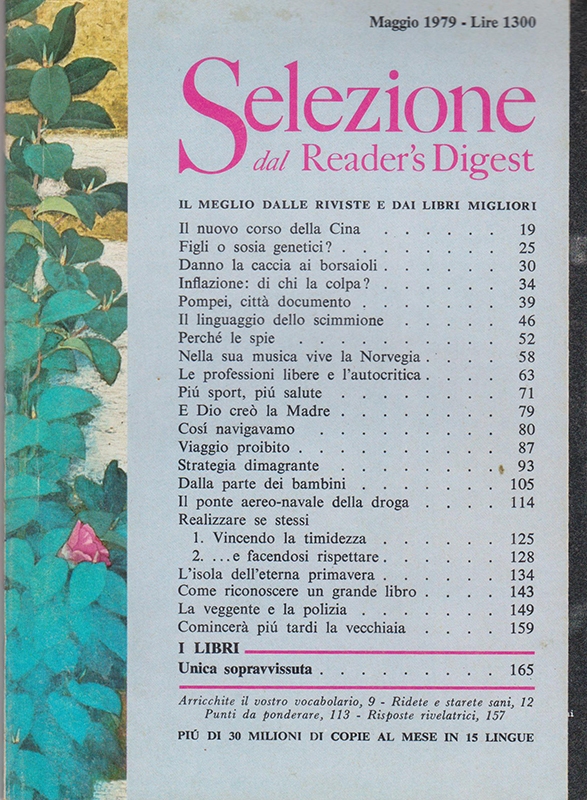 Maggio 1979 - Lire 1300
Selezione
dal Reader's Digest
IL MEGLIO DALLE RIVISTE E DAI LIBRI MIGLIORI
Il nuovo corso della Cina . . . . . . 19
Figli o sosia genetici? . . . . . . . . 25
Danno la caccia ai borsaioli . . . . . . 30
Inflazione: di chi la colpa? . . . . . . 34
Pompei, città documento . . . . . . . 39
Il linguaggio dello scimmione . . . . . 46
Perché le spie . . . . . . . . . 52
Nella sua musica vive la Norvegia . . . . 58
Le professioni libere e l'autocritica . . . . 63
Piú sport, piú salute . . . . . . . . 71
E Dio creò la Madre . . . . . . . . 79
Cosí navigavamo . . . . . . . . 80
Viaggio proibito . . . . . . . . . 87
Strategia dimagrante . . . . . . . 93
Dalla parte dei bambini . . . . . . . 105
Il ponte aereo-navale della droga . . . . 114
Realizzare se stessi
1. Vincendo la timidezza . . . . . . 125
2. ...e facendosi rispettare . . . . . . 128
L'isola dell'eterna primavera . . . . . . 134
Come riconoscere un grande libro . . . . 143
La veggente e la polizia . . . . . . 149
Comincerà piú tardi la vecchiaia . . . . 159
I LIBRI
Unica sopravvissuta . . . . . . . . 165
Arricchite il vostro vocabolario, 9 - Ridete e starete sani, 12
Punti da ponderare, 113 - Risposte rivelatrici, 157
PIÚ DI 30 MILIONI DI COPIE AL MESE IN 15 LINGUE